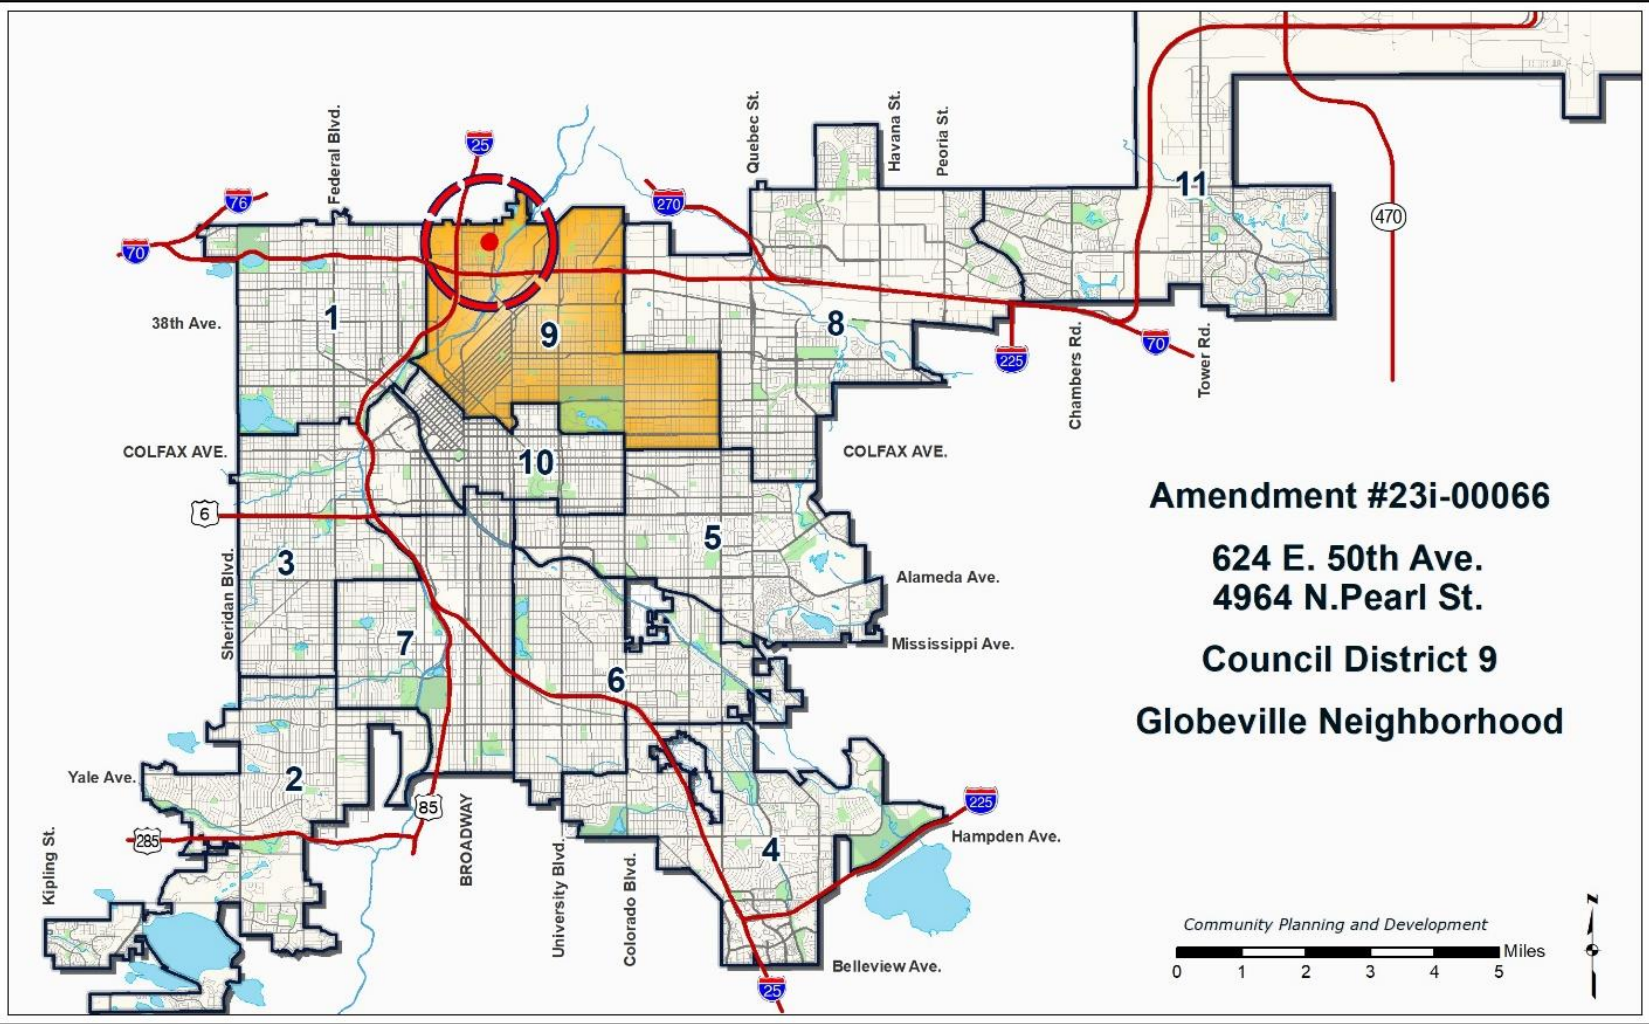 Federal Blvd.
25
Quebec St.
Havana St.
Peoria St.
76
270
11
470
70
1
38th Ave.
9
8
225
Chambers Rd.
70
Tower Rd.
COLFAX AVE.
10
COLFAX AVE.
6
5
3
Sheridan Blvd.
Alameda Ave.
7
Mississippi Ave.
6
2
Yale Ave.
85
BROADWAY
285
Kipling St.
University Blvd.
Colorado Blvd.
4
225
Hampden Ave.
Belleview Ave.
25
Amendment #23i-00066
624 E. 50th Ave.
4964 N.Pearl St.
Council District 9
Globeville Neighborhood
Community Planning and Development
Miles
0 1 2 3 4 5
N